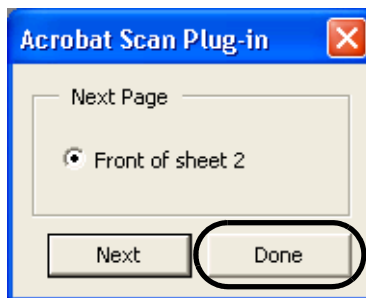 Acrobat Scan Plug-in
Next Page
Front of sheet 2
Next Done